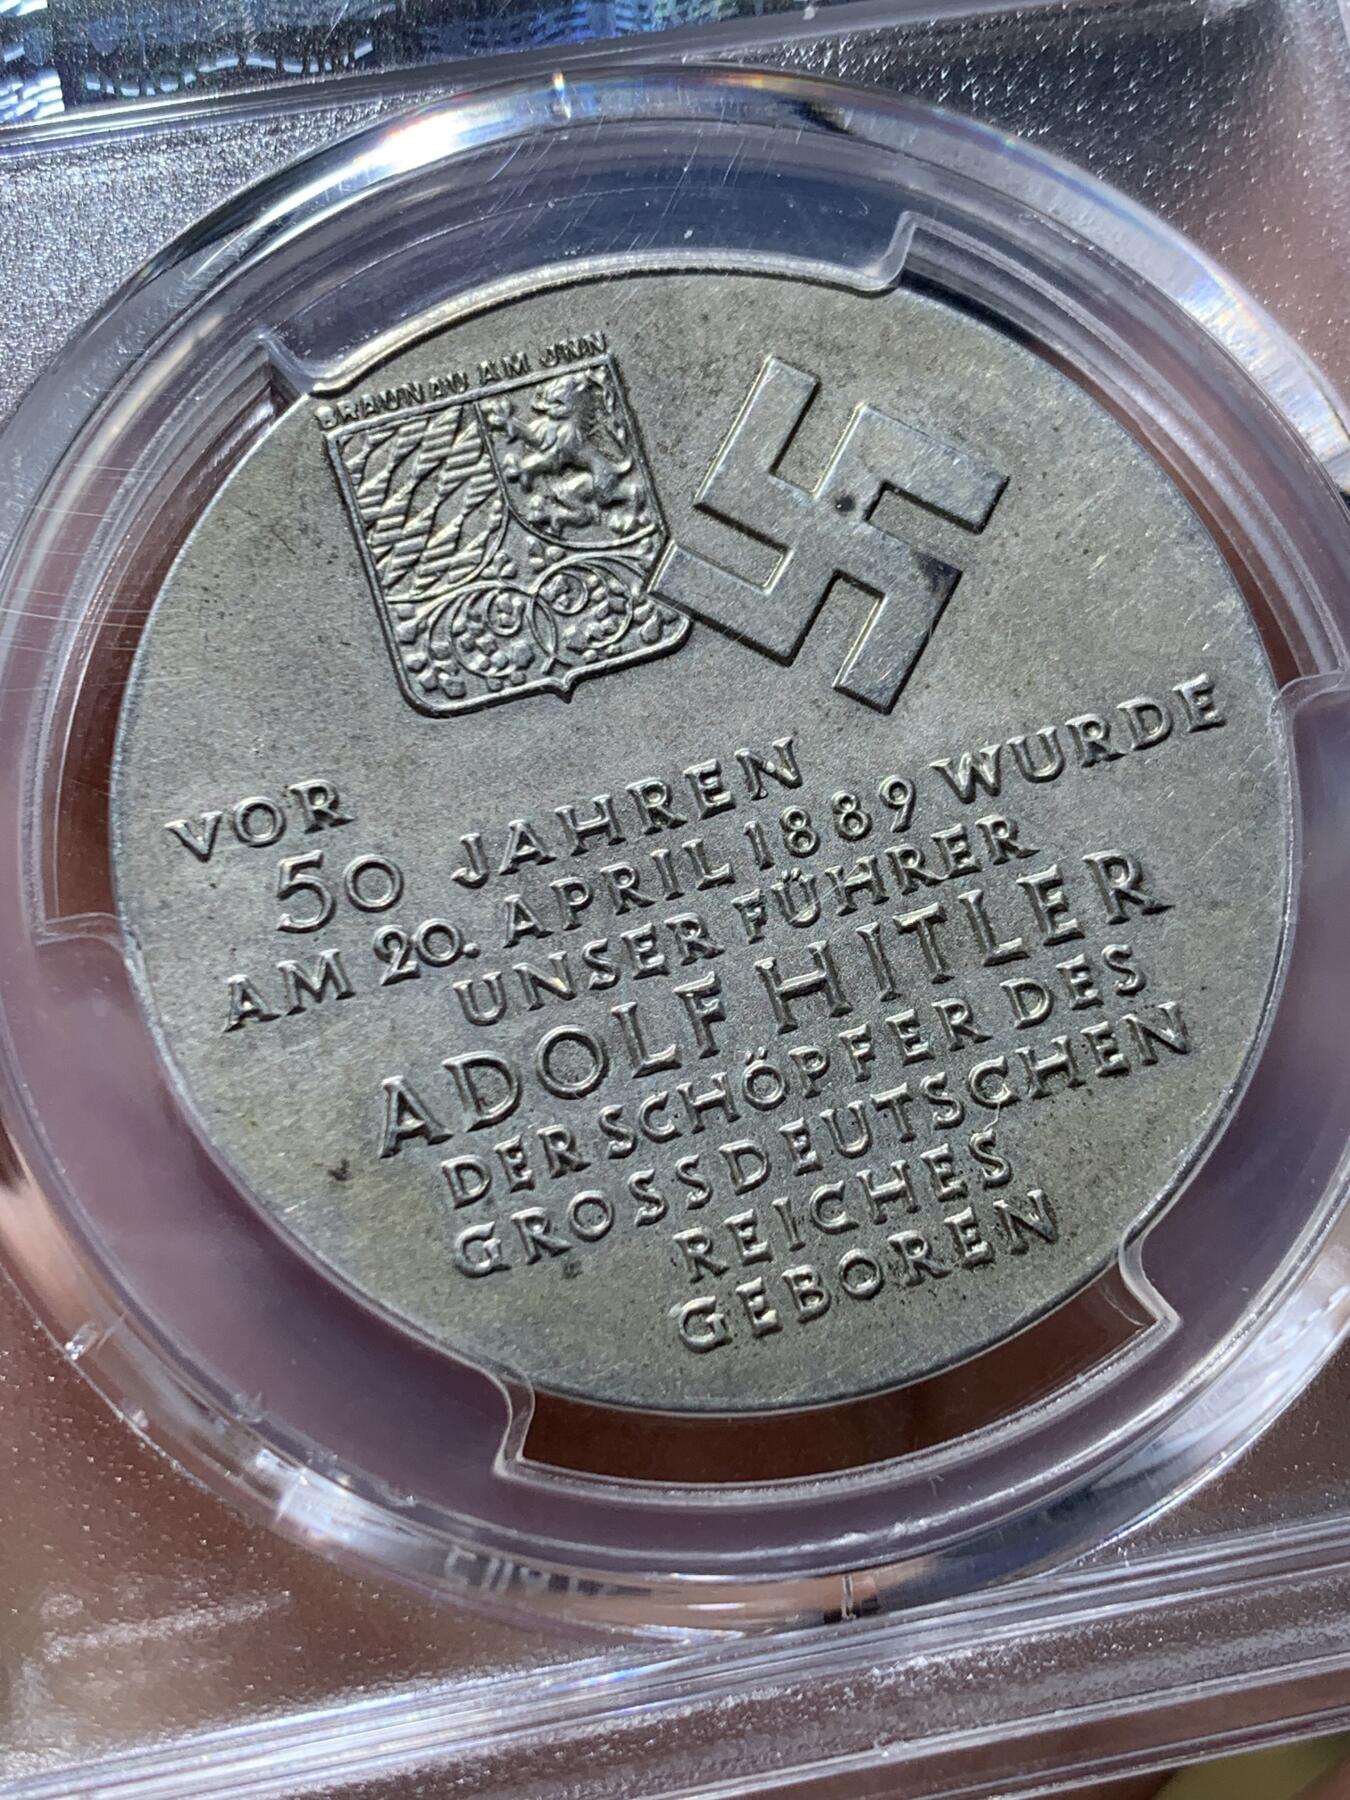 BRAUNAU AM JNN
VOR
50 JAHREN
AM 20. APRIL 1889 WURDE
UNSER FÜHRER
ADOLF HITLER
DER SCHÖPFER DES
GROSSDEUTSCHEN
REICHES
GEBOREN